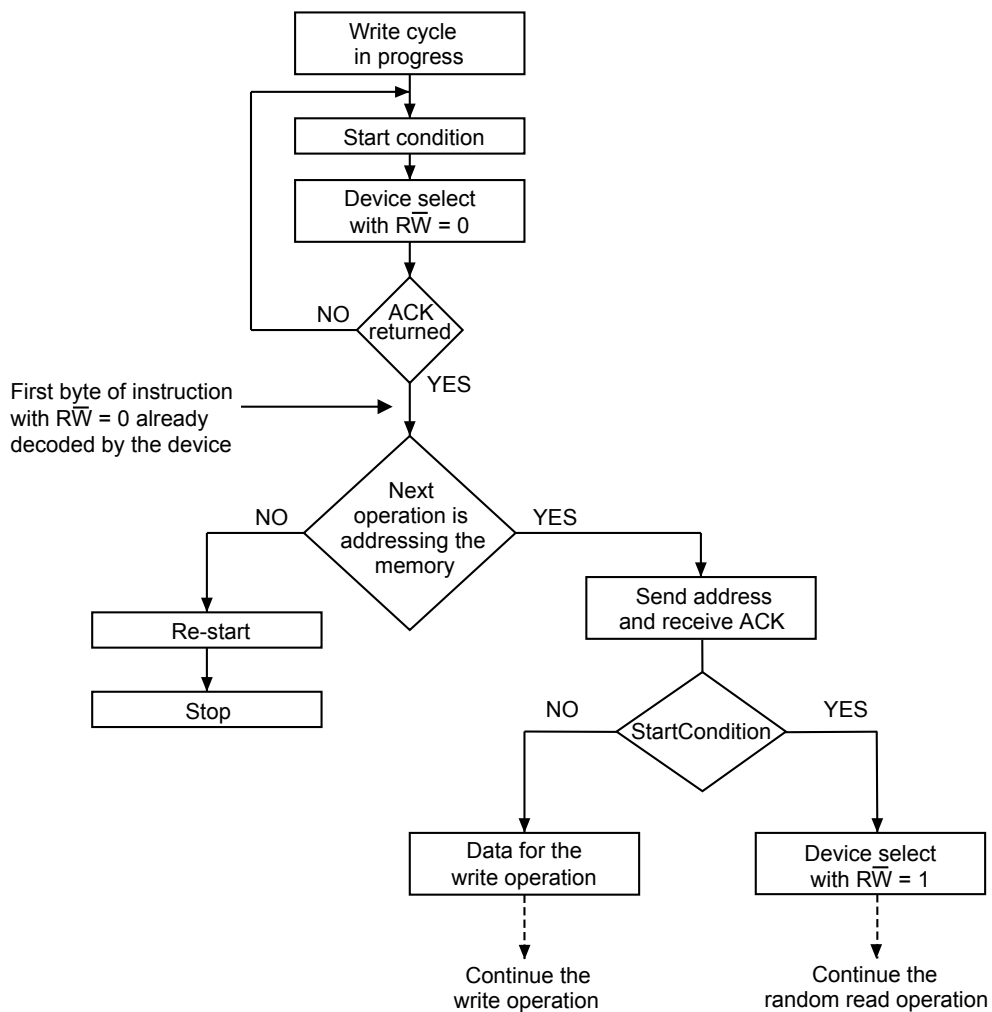 Write cycle
in progress
Start condition
Device select
with RW̅ = 0
NO
ACK
returned
YES
First byte of instruction
with RW̅ = 0 already
decoded by the device
NO
Next
operation is
addressing the
memory
YES
Send address
and receive ACK
Re-start
Stop
NO
StartCondition
YES
Data for the
write operation
Device select
with RW̅ = 1
Continue the
write operation
Continue the
random read operation